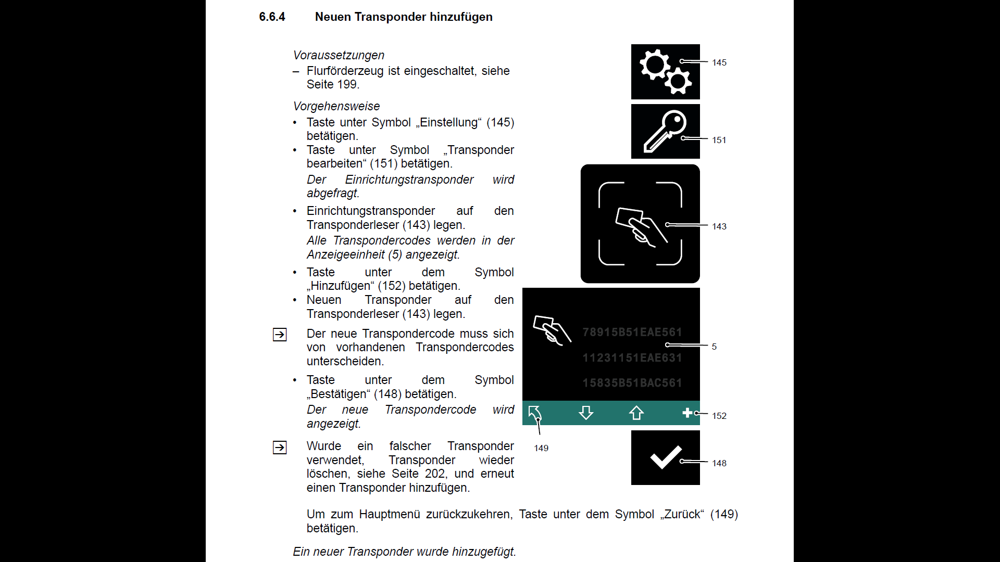 6.6.4 Neuen Transponder hinzufügen
Voraussetzungen
– Flurförderzeug ist eingeschaltet, siehe
Seite 199.
Vorgehensweise
• Taste unter Symbol „Einstellung“ (145)
betätigen.
• Taste unter Symbol „Transponder
bearbeiten“ (151) betätigen.
Der Einrichtungstransponder wird
abgefragt.
• Einrichtungstransponder auf den
Transponderleser (143) legen.
Alle Transpondercodes werden in der
Anzeigeeinheit (5) angezeigt.
• Taste unter dem Symbol
„Hinzufügen“ (152) betätigen.
• Neuen Transponder auf den
Transponderleser (143) legen.
Der neue Transpondercode muss sich
von vorhandenen Transpondercodes
unterscheiden.
• Taste unter dem Symbol
„Bestätigen“ (148) betätigen.
Der neue Transpondercode wird
angezeigt.
Wurde ein falscher Transponder
verwendet, Transponder wieder
löschen, siehe Seite 202, und erneut
einen Transponder hinzufügen.
Um zum Hauptmenü zurückzukehren, Taste unter dem Symbol „Zurück“ (149)
betätigen.
Ein neuer Transponder wurde hinzugefügt.
145
151
143
78915B51EAE561
5
11231151EAE631
15835B51BAC561
152
149
148